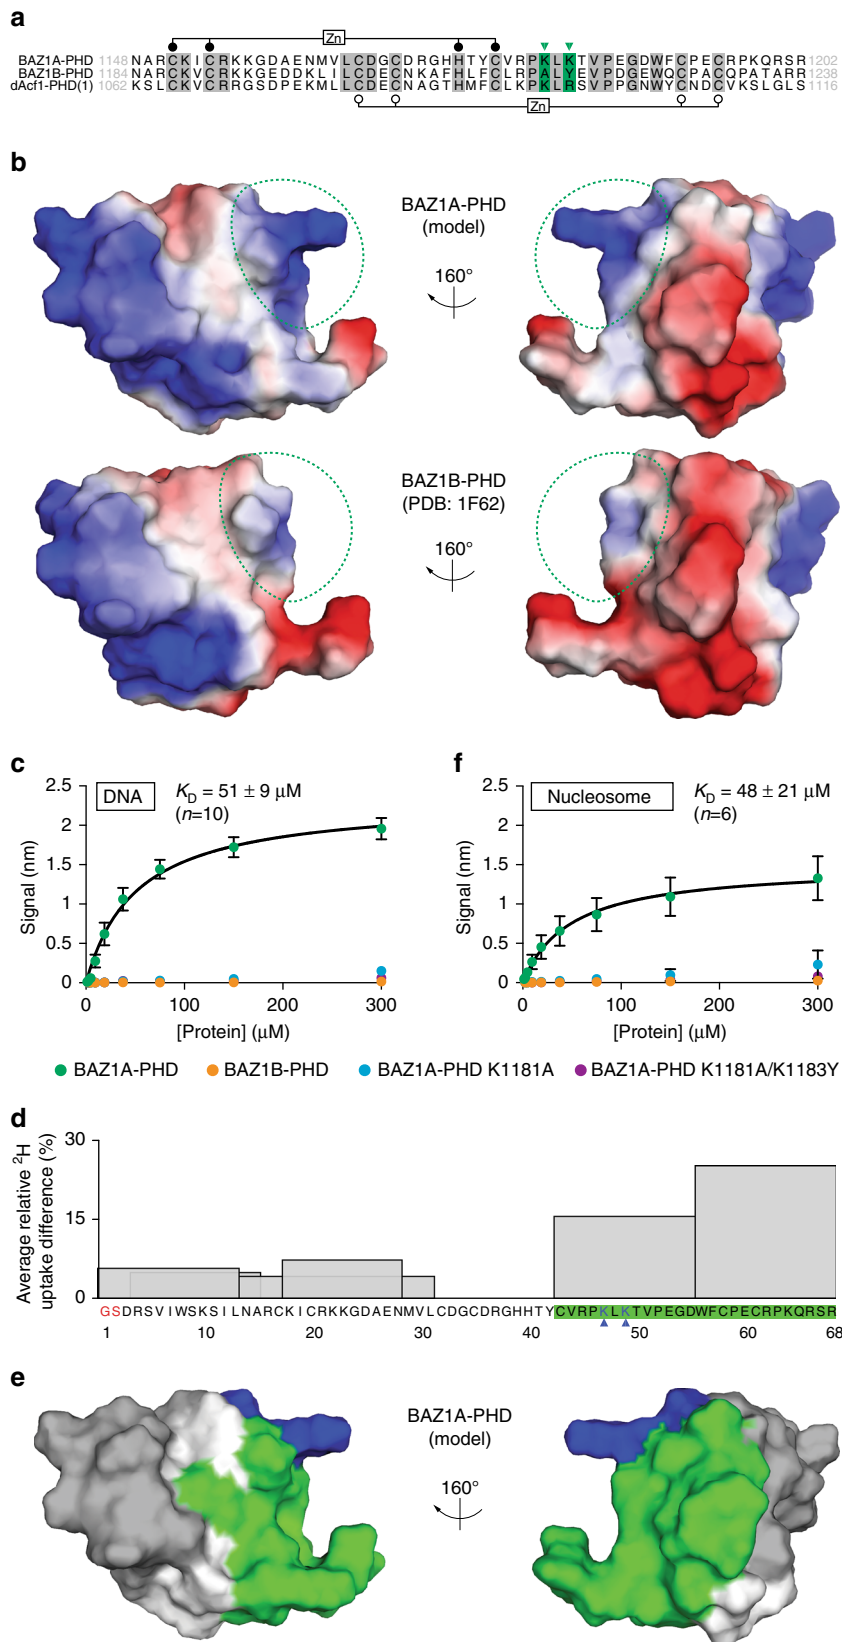 a
Zn
BAZ1A-PHD 1148 NARCKICRKKGDAENMVLCDGCDRGHHTYCVRPKLKTVPEGDWFCPECRPKQRSR 1202
BAZ1B-PHD 1184 NARCKVCRKKGEDDKLILCDECNKAFHLFCLRPALYEVPDGEWQCPACQPATARR 1238
dAcf1-PHD(1) 1062 KSLCKVCRRGSDPEKMLLCDECNAGTHMFCLKPKLRSVPPGNWYCNDCVKSLGLS 1116
Zn
b
BAZ1A-PHD
(model)
160°
BAZ1B-PHD
(PDB: 1F62)
160°
c
DNA
K_D = 51 ± 9 μM
(n=10)
2.5
2
1.5
1
0.5
0
Signal (nm)
0
100
200
300
[Protein] (μM)
f
Nucleosome
K_D = 48 ± 21 μM
(n=6)
2.5
2
1.5
1
0.5
0
Signal (nm)
0
100
200
300
[Protein] (μM)
BAZ1A-PHD
BAZ1B-PHD
BAZ1A-PHD K1181A
BAZ1A-PHD K1181A/K1183Y
d
Average relative ²H
uptake difference (%)
30
15
0
GSDRSVIWSKSILNARCKICRKKGDAENMVLCDGCDRGHHTYCVRPKLKTVPEGDWFCPECRPKQRSR
1 10 20 30 40 50 60 68
e
BAZ1A-PHD
(model)
160°